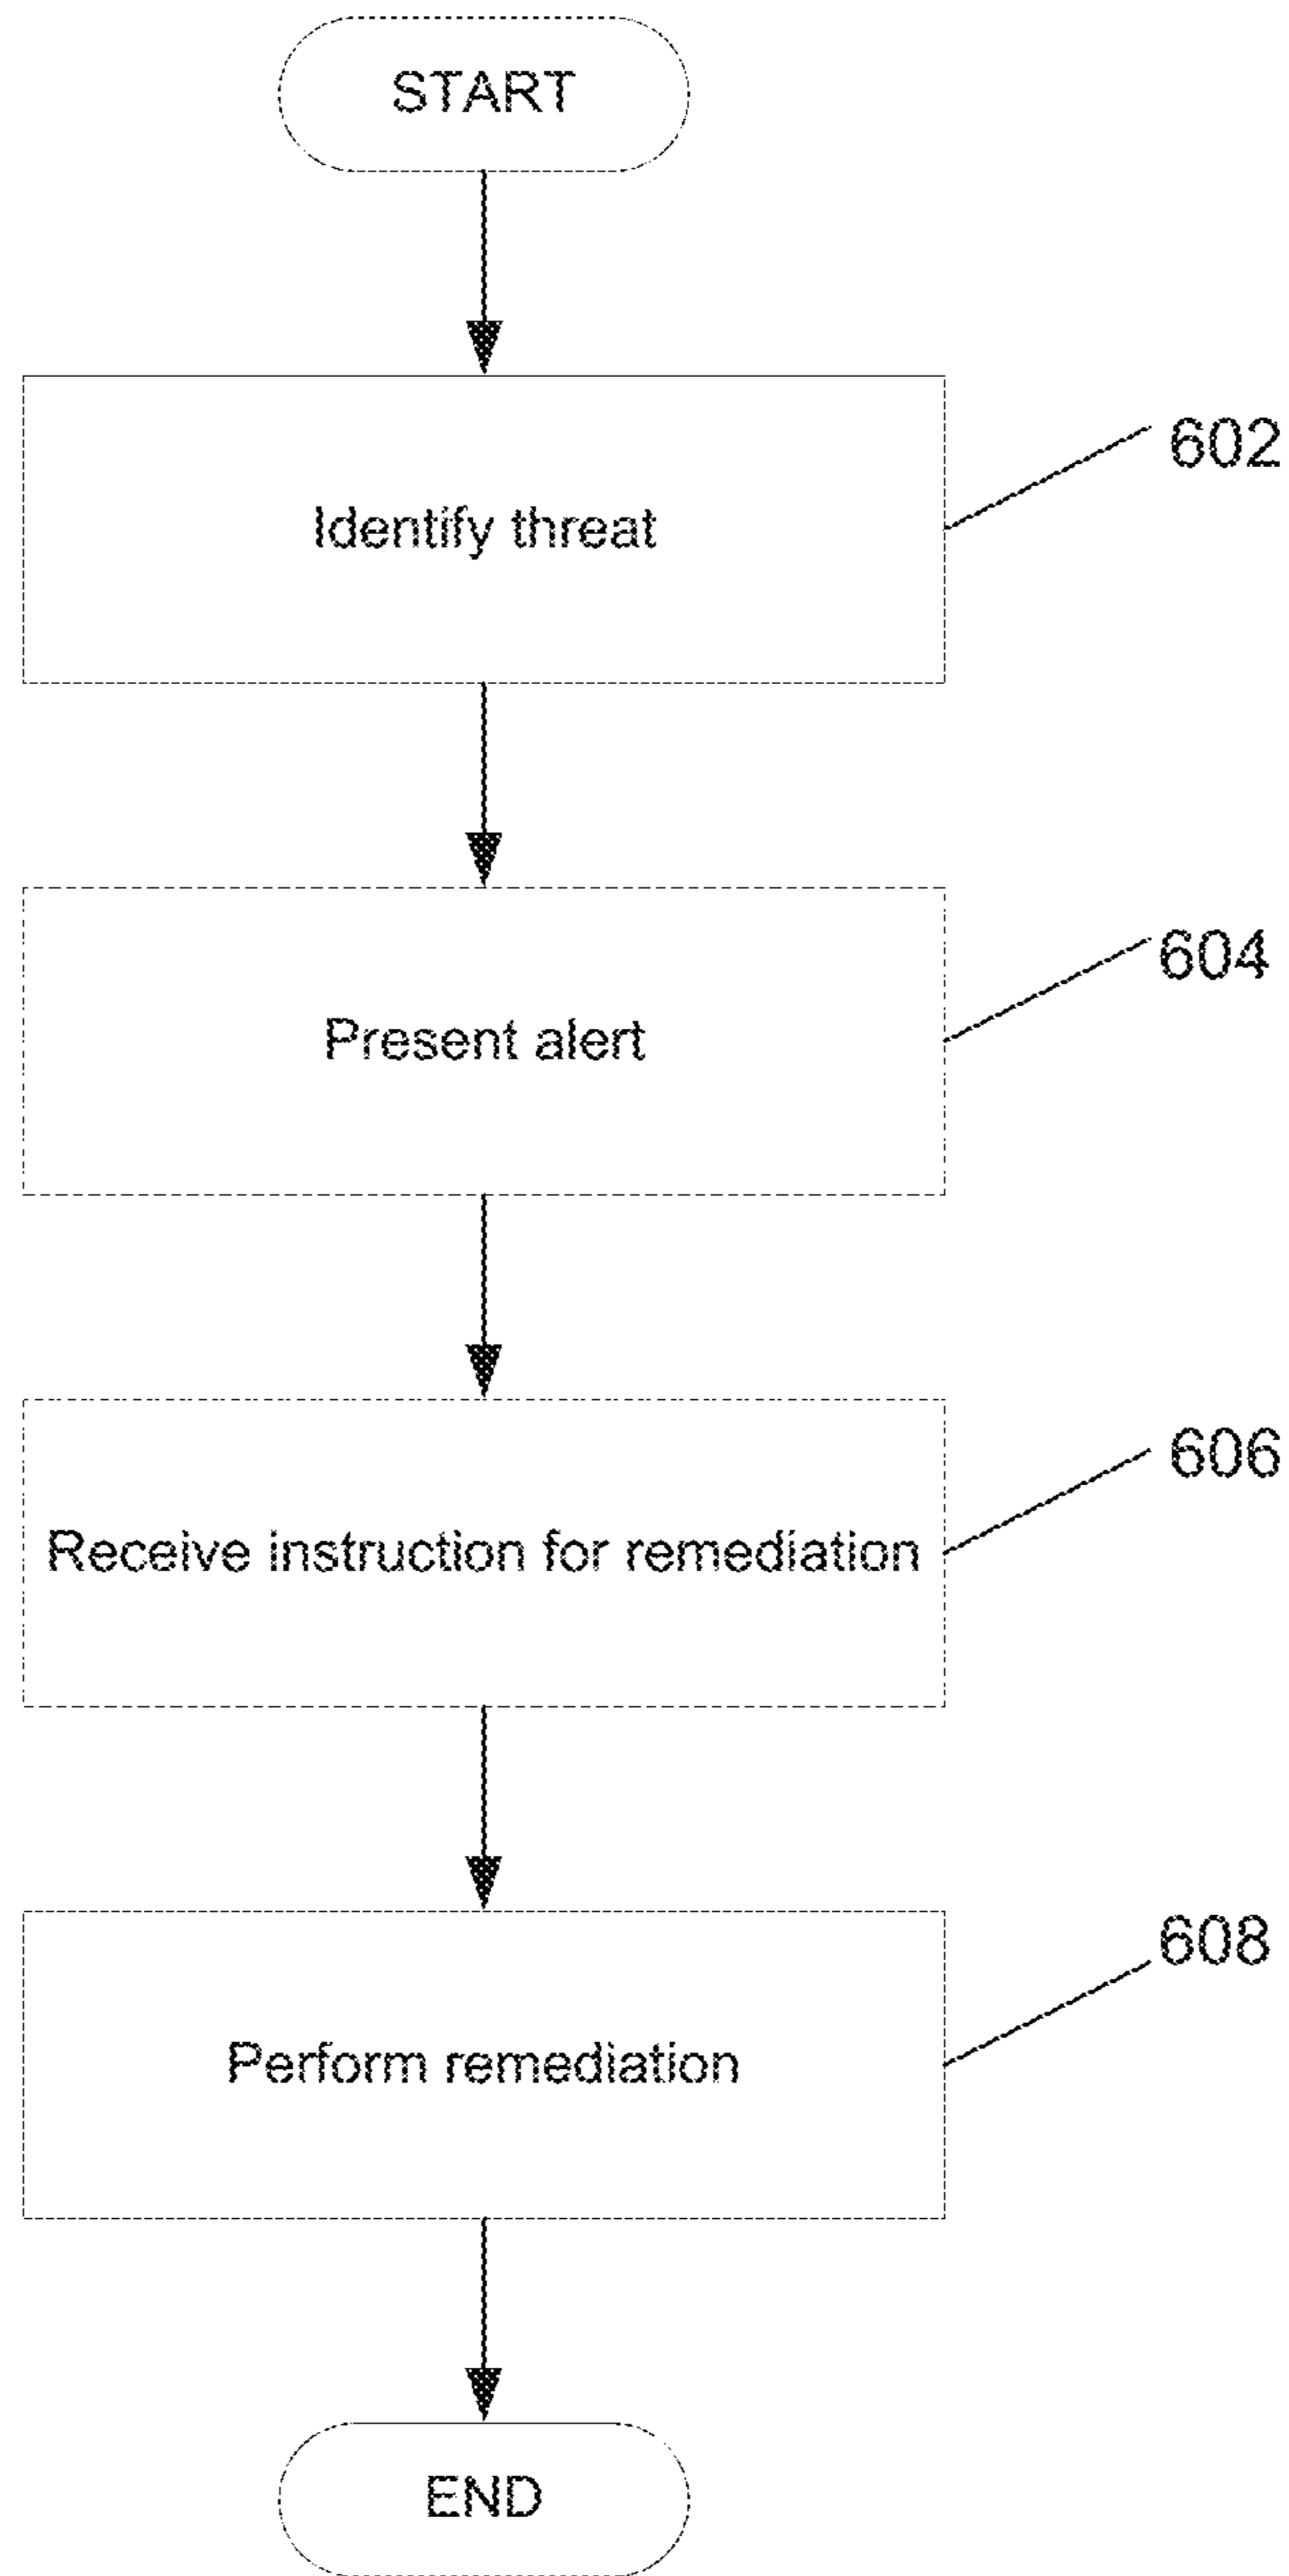 START
602
Identify threat
604
Present alert
606
Receive instruction for remediation
608
Perform remediation
END